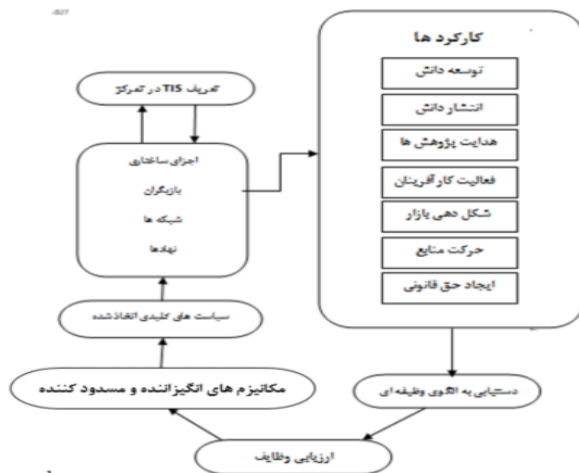 تعریف TIS در تمرکز
اجزای ساختاری
بازیگران
شبکه ها
نهادها
سیاست های کلیدی اتخاذ شده
مکانیزم های انگیزاننده و مسدود کننده
ارزیابی وظایف
دستیابی به الگوی وظیفه ای
کارکرد ها
توسعه دانش
انتشار دانش
هدایت پژوهش ها
فعالیت کارآفرینان
شکل دهی بازار
حرکت منابع
ایجاد حق قانونی